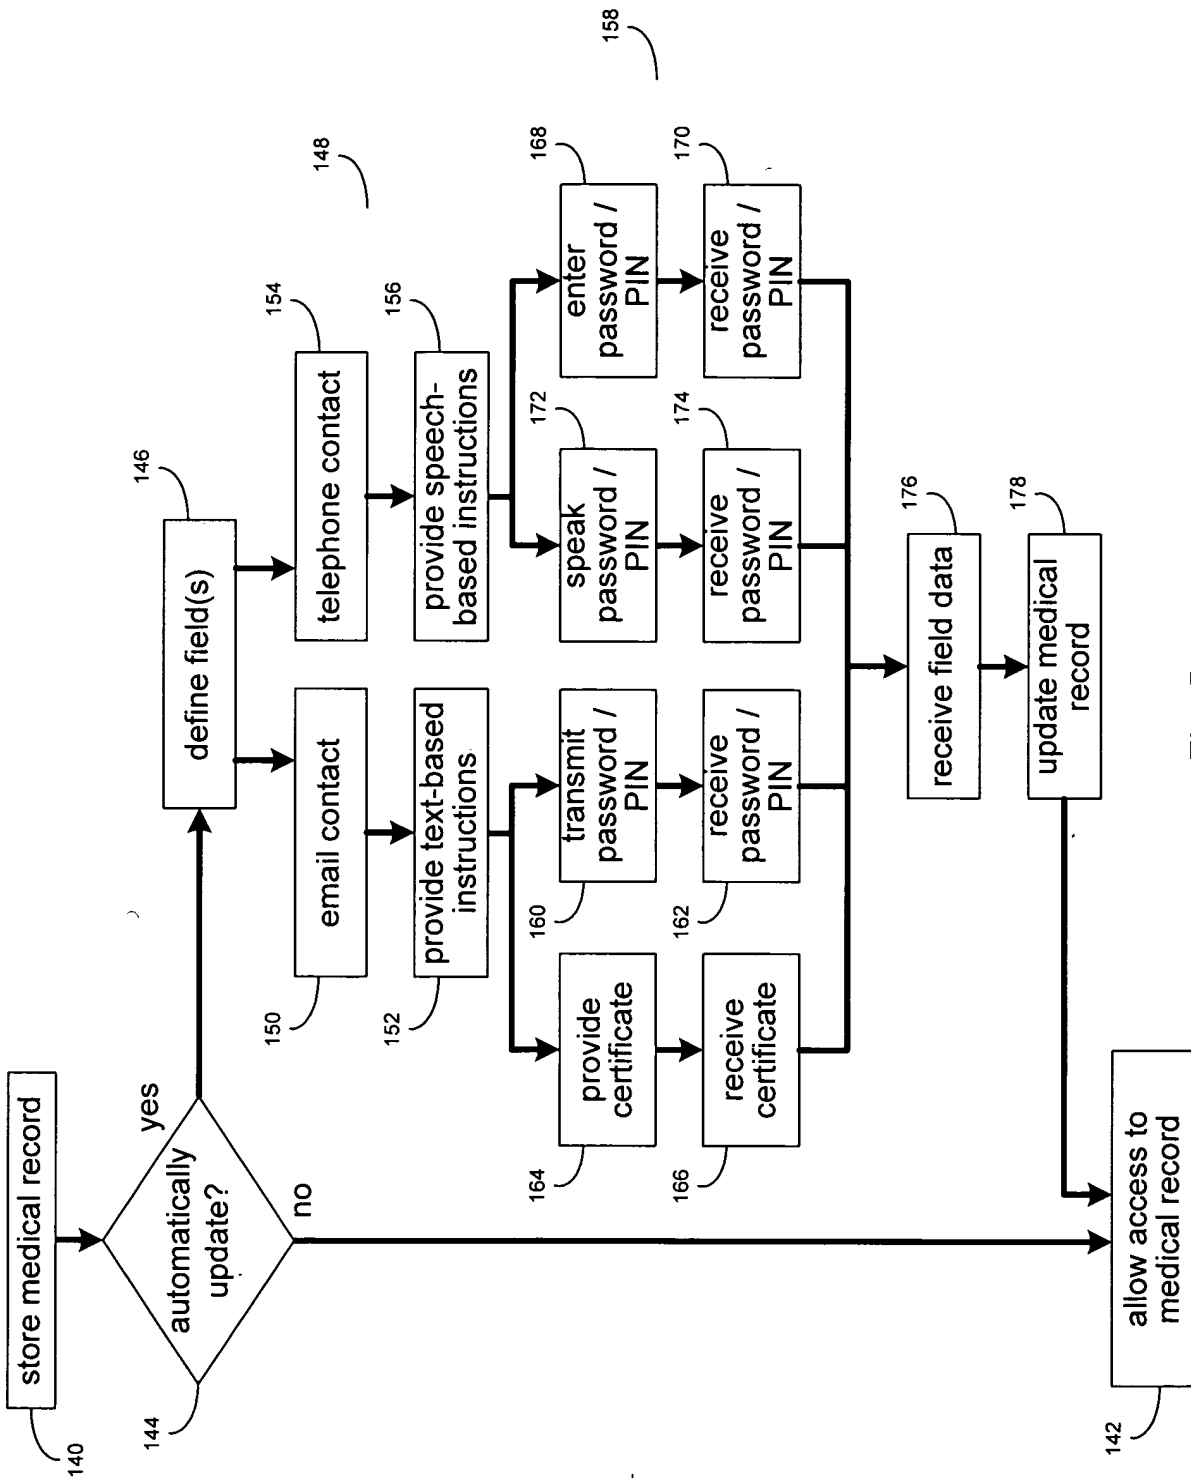 140
store medical record
144
automatically
update?
yes
no
146
define field(s)
148
150
email contact
154
telephone contact
152
provide text-based
instructions
156
provide speech-
based instructions
158
164
provide
certificate
160
transmit
password /
PIN
172
speak
password /
PIN
168
enter
password /
PIN
166
receive
certificate
162
receive
password /
PIN
174
receive
password /
PIN
170
receive
password /
PIN
176
receive field data
178
update medical
record
142
allow access to
medical record